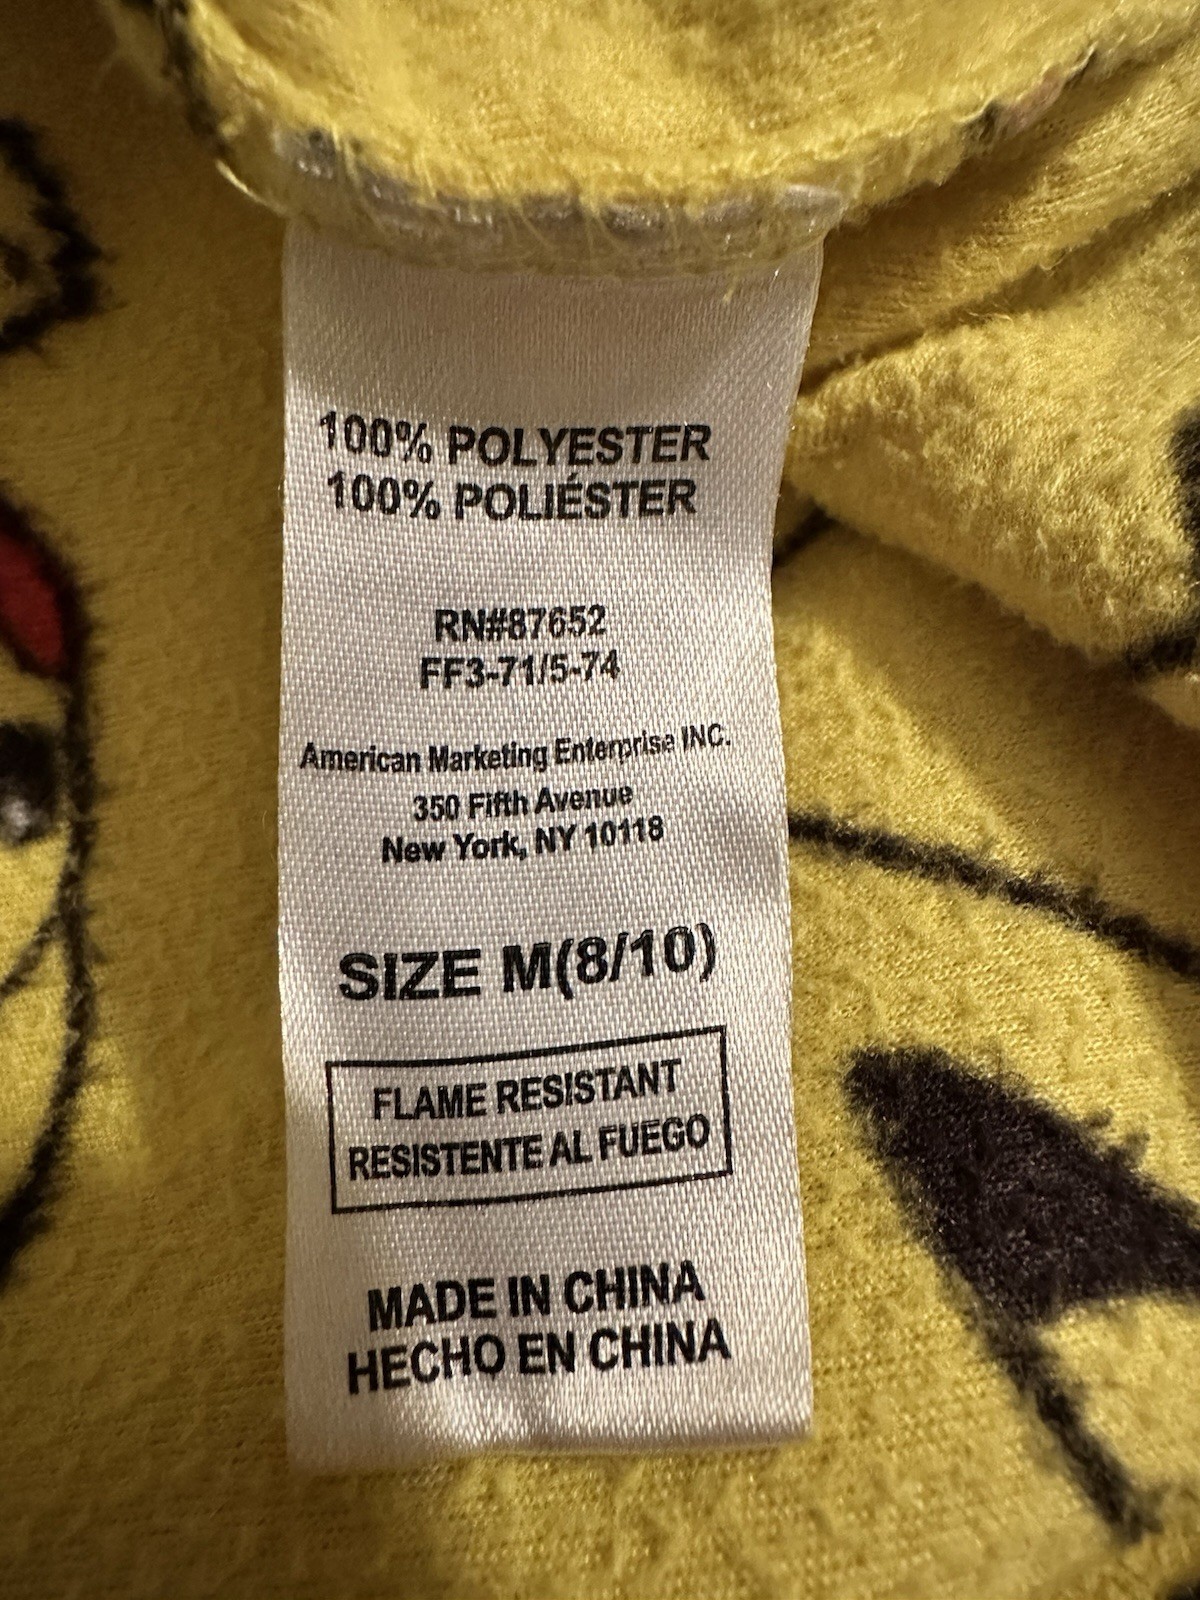 100% POLYESTER
100% POLIÉSTER
RN#87652
FF3-71/5-74
American Marketing Enterprise INC.
350 Fifth Avenue
New York, NY 10118
SIZE M(8/10)
FLAME RESISTANT
RESISTENTE AL FUEGO
MADE IN CHINA
HECHO EN CHINA